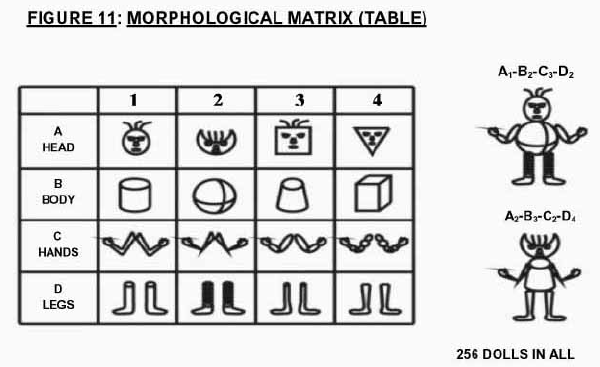 FIGURE 11: MORPHOLOGICAL MATRIX (TABLE)
A₁-B₂-C₃-D₂
1 2 3 4
A
HEAD
B
BODY
C
HANDS
D
LEGS
A₂-B₃-C₂-D₄
256 DOLLS IN ALL